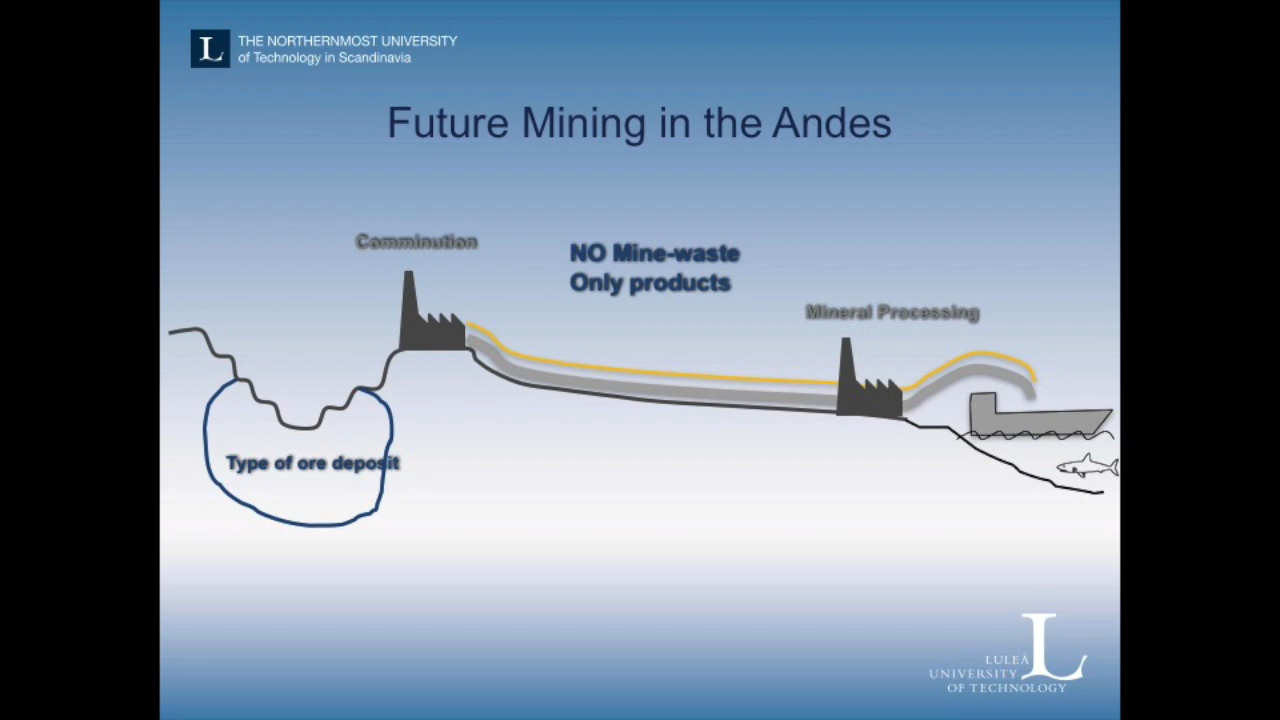 L THE NORTHERNMOST UNIVERSITY
of Technology in Scandinavia
Future Mining in the Andes
Comminution
NO Mine-waste
Only products
Mineral Processing
Type of ore deposit
L
LULEÅ
UNIVERSITY
OF TECHNOLOGY